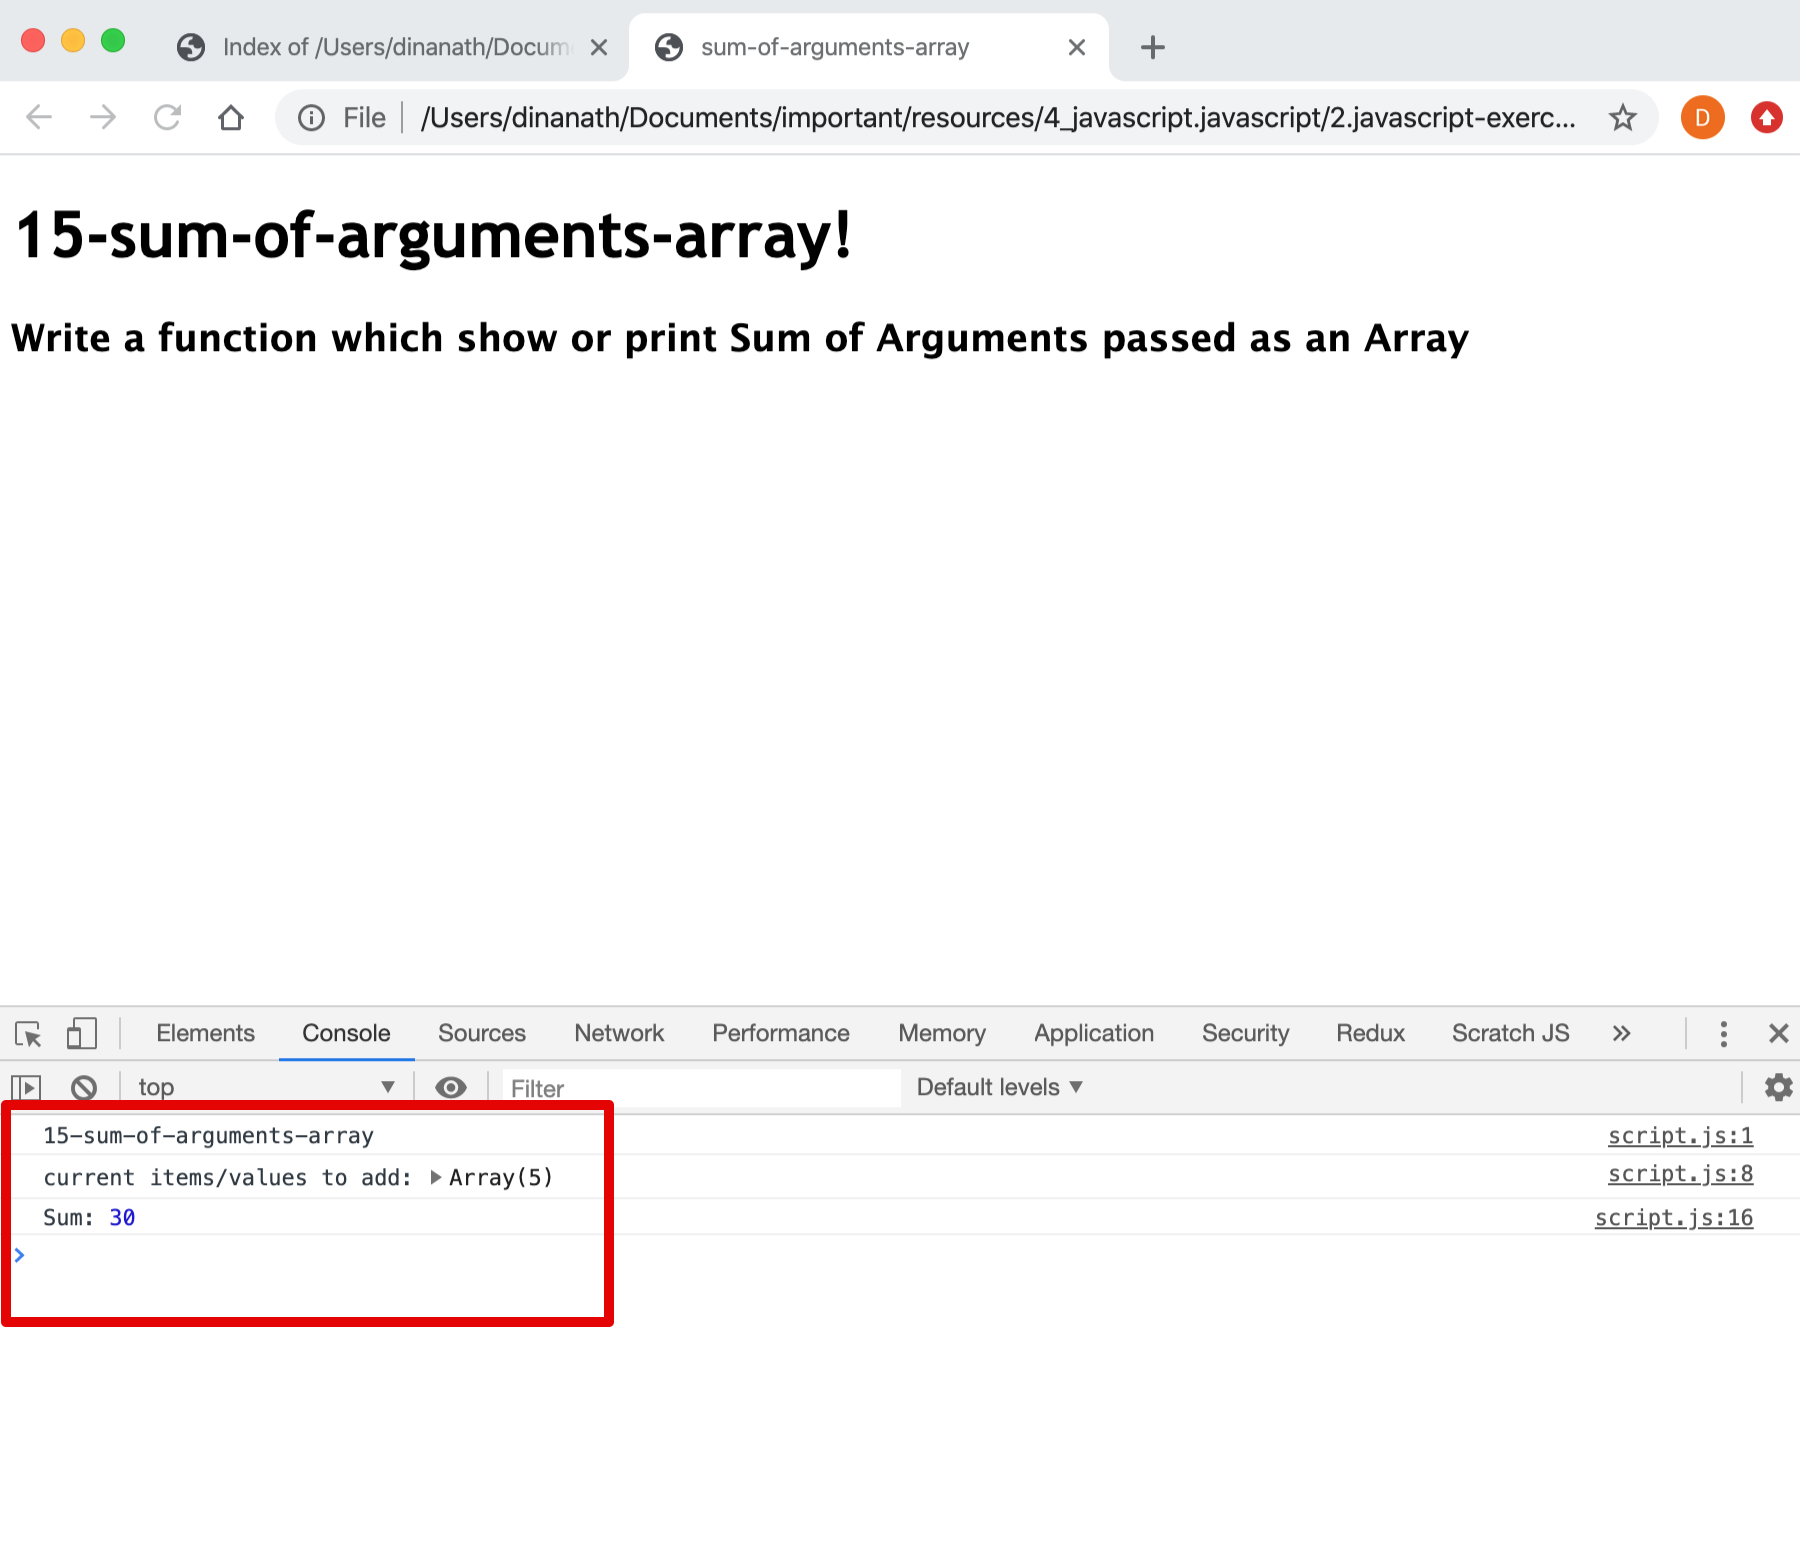 Index of /Users/dinanath/Docum
sum-of-arguments-array
File
/Users/dinanath/Documents/important/resources/4_javascript.javascript/2.javascript-exerc...
D
15-sum-of-arguments-array!
Write a function which show or print Sum of Arguments passed as an Array
Elements Console Sources Network Performance Memory Application Security Redux Scratch JS »
top ▼ Filter Default levels ▼
15-sum-of-arguments-array script.js:1
current items/values to add: ▶Array(5) script.js:8
Sum: 30 script.js:16
>